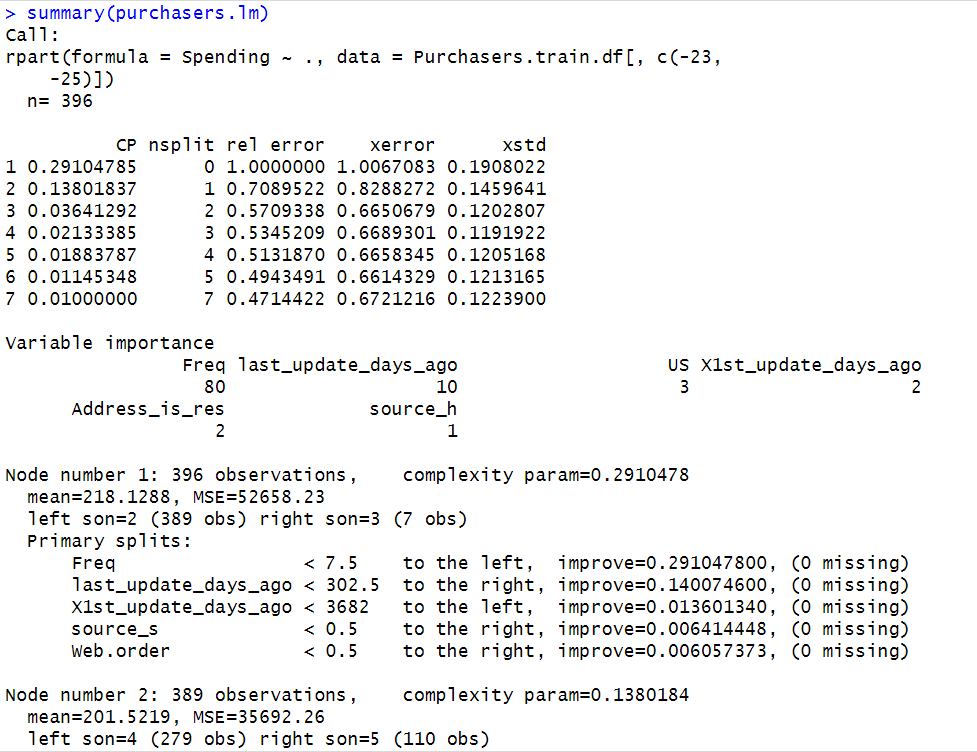 > summary(purchasers.lm)
Call:
rpart(formula = Spending ~ ., data = Purchasers.train.df[, c(-23,
    -25)])
  n= 396

          CP nsplit rel error    xerror      xstd
1 0.29104785      0 1.0000000 1.0067083 0.1908022
2 0.13801837      1 0.7089522 0.8288272 0.1459641
3 0.03641292      2 0.5709338 0.6650679 0.1202807
4 0.02133385      3 0.5345209 0.6689301 0.1191922
5 0.01883787      4 0.5131870 0.6658345 0.1205168
6 0.01145348      5 0.4943491 0.6614329 0.1213165
7 0.01000000      7 0.4714422 0.6721216 0.1223900

Variable importance
                Freq last_update_days_ago                   US X1st_update_days_ago
                  80                   10                    3                    2
      Address_is_res             source_h
                   2                    1

Node number 1: 396 observations,    complexity param=0.2910478
  mean=218.1288, MSE=52658.23
  left son=2 (389 obs) right son=3 (7 obs)
  Primary splits:
      Freq                 < 7.5    to the left,  improve=0.291047800, (0 missing)
      last_update_days_ago < 302.5  to the right, improve=0.140074600, (0 missing)
      X1st_update_days_ago < 3682   to the left,  improve=0.013601340, (0 missing)
      source_s             < 0.5    to the right, improve=0.006414448, (0 missing)
      Web.order            < 0.5    to the right, improve=0.006057373, (0 missing)

Node number 2: 389 observations,    complexity param=0.1380184
  mean=201.5219, MSE=35692.26
  left son=4 (279 obs) right son=5 (110 obs)